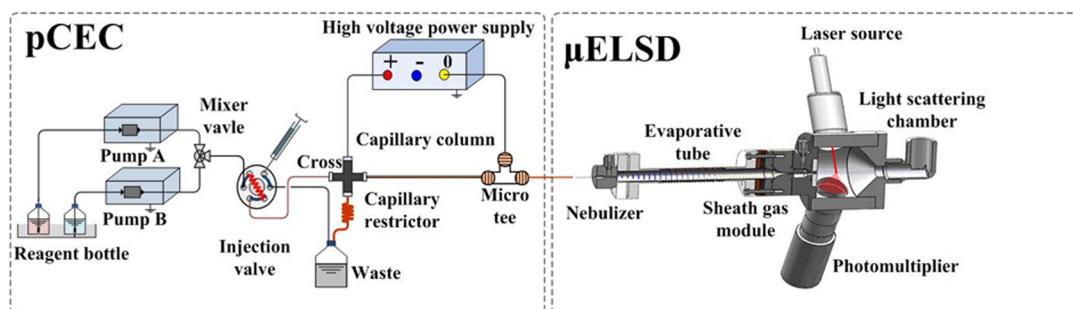 pCEC
High voltage power supply
+ - 0
Mixer
vavle
Pump A
Pump B
Reagent bottle
Injection
valve
Cross
Capillary column
Capillary
restrictor
Waste
Micro
tee
μELSD
Laser source
Light scattering
chamber
Evaporative
tube
Nebulizer
Sheath gas
module
Photomultiplier